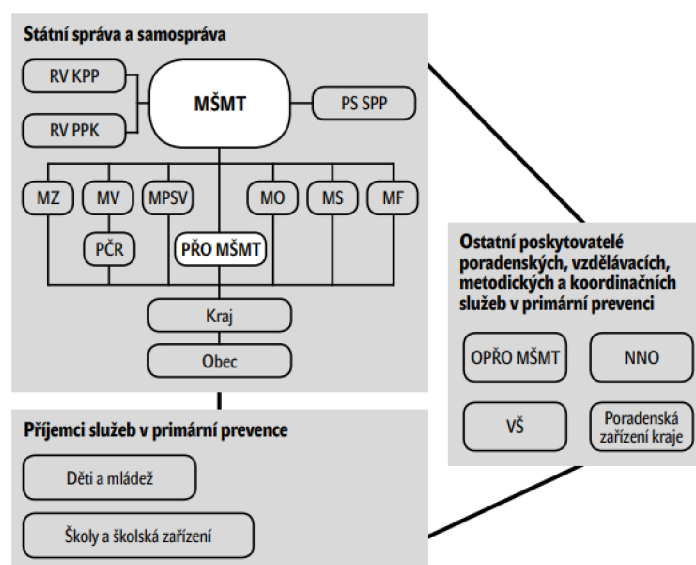 Státní správa a samospráva
RV KPP
MŠMT
PS SPP
RV PPK
MZ
MV
MPSV
MO
MS
MF
PČR
PŘO MŠMT
Kraj
Obec
Ostatní poskytovatelé
poradenských, vzdělávacích,
metodických a koordinačních
služeb v primární prevenci
OPŘO MŠMT
NNO
VŠ
Poradenská
zařízení kraje
Příjemci služeb v primární prevence
Děti a mládež
Školy a školská zařízení